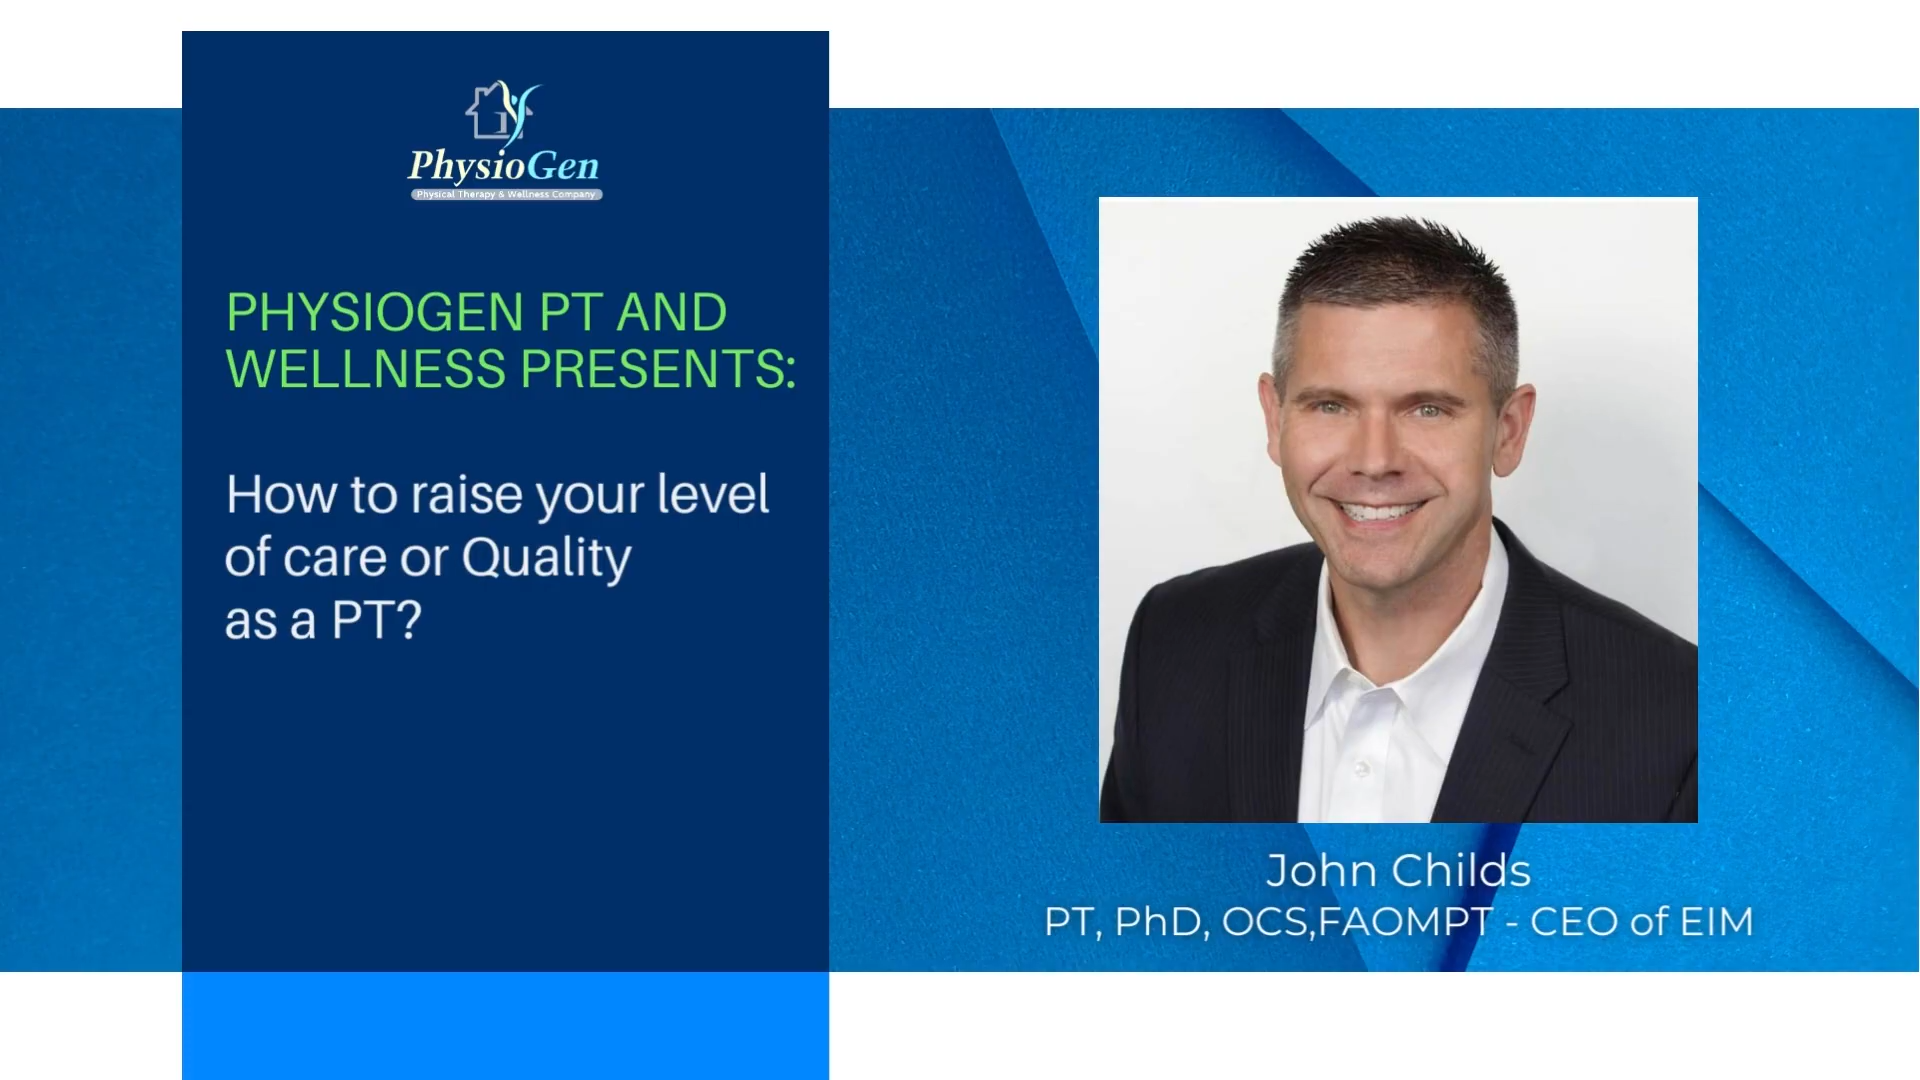 PhysioGen
Physical Therapy & Wellness Company
PHYSIOGEN PT AND
WELLNESS PRESENTS:
How to raise your level
of care or Quality
as a PT?
John Childs
PT, PhD, OCS,FAOMPT - CEO of EIM